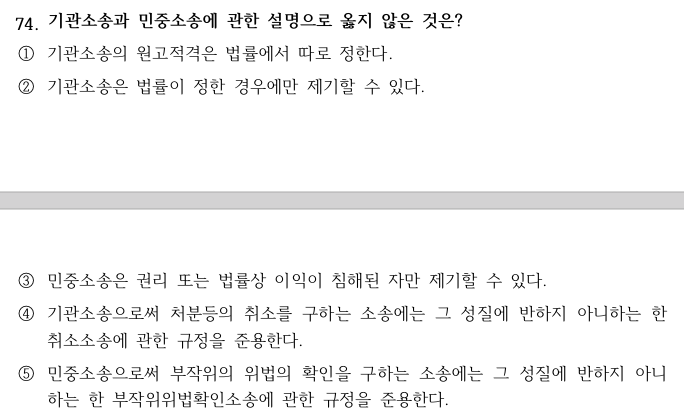 74. 기관소송과 민중소송에 관한 설명으로 옳지 않은 것은?
① 기관소송의 원고적격은 법률에서 따로 정한다.
② 기관소송은 법률이 정한 경우에만 제기할 수 있다.
③ 민중소송은 권리 또는 법률상 이익이 침해된 자만 제기할 수 있다.
④ 기관소송으로써 처분등의 취소를 구하는 소송에는 그 성질에 반하지 아니하는 한
취소소송에 관한 규정을 준용한다.
⑤ 민중소송으로써 부작위의 위법의 확인을 구하는 소송에는 그 성질에 반하지 아니
하는 한 부작위위법확인소송에 관한 규정을 준용한다.